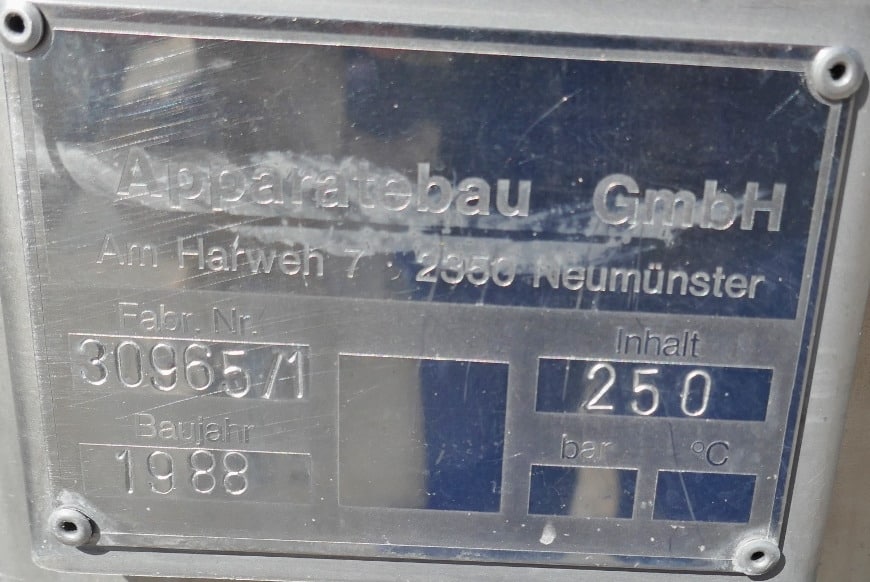 Apparatebau GmbH
Am Harweh 7 · 2350 Neumünster
Fabr. Nr.
30965/1
Inhalt
250
Baujahr
1988
bar
°C